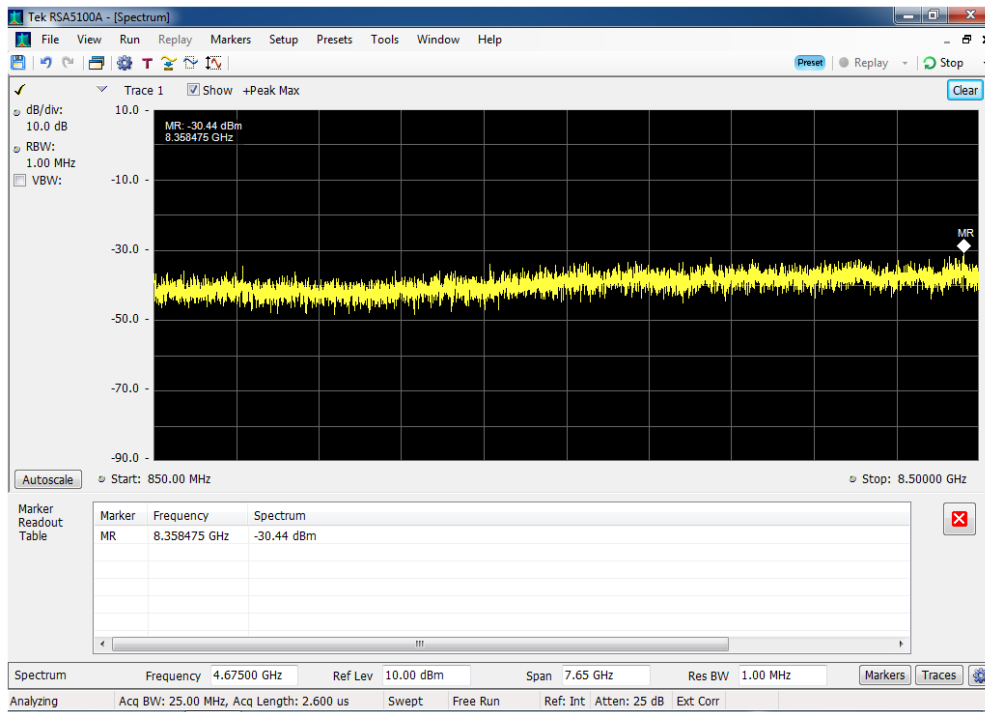 Tek RSA5100A - [Spectrum]
File View Run Replay Markers Setup Presets Tools Window Help
T Preset Replay Stop
Trace 1 Show +Peak Max Clear
dB/div:
10.0 dB
RBW:
1.00 MHz
VBW:
10.0
-10.0
-30.0
-50.0
-70.0
-90.0
MR: -30.44 dBm
8.358475 GHz
MR
Autoscale Start: 850.00 MHz Stop: 8.50000 GHz
Marker
Readout
Table
Marker Frequency Spectrum
MR 8.358475 GHz -30.44 dBm
Spectrum Frequency 4.67500 GHz Ref Lev 10.00 dBm Span 7.65 GHz Res BW 1.00 MHz Markers Traces
Analyzing Acq BW: 25.00 MHz, Acq Length: 2.600 us Swept Free Run Ref: Int Atten: 25 dB Ext Corr